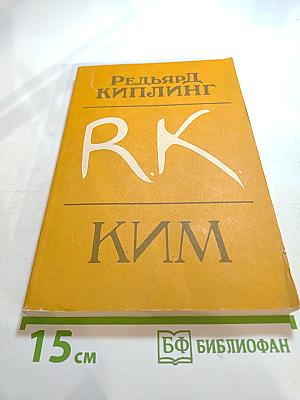 Редьярд
Киплинг
R.K.
КИМ
15 см
БФ БИБЛИОФАН